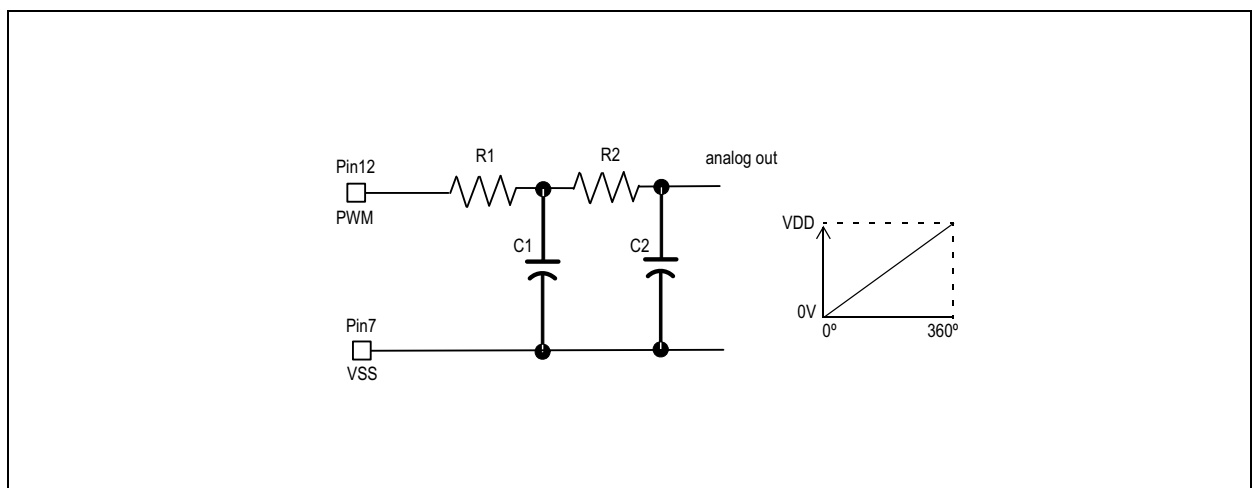 Pin12
PWM
R1
R2
analog out
C1
C2
Pin7
VSS
VDD
0V
0º
360º